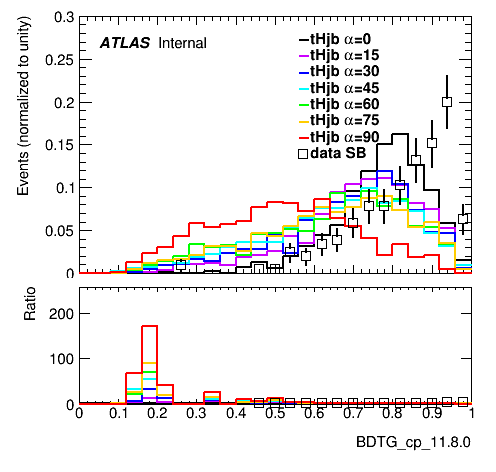 0.3
ATLAS Internal
tHjb α=0
tHjb α=15
tHjb α=30
tHjb α=45
tHjb α=60
tHjb α=75
tHjb α=90
data SB
Events (normalized to unity)
0.25
0.2
0.15
0.1
0.05
0
Ratio
200
100
0
0 0.1 0.2 0.3 0.4 0.5 0.6 0.7 0.8 0.9 1
BDTG_cp_11.8.0